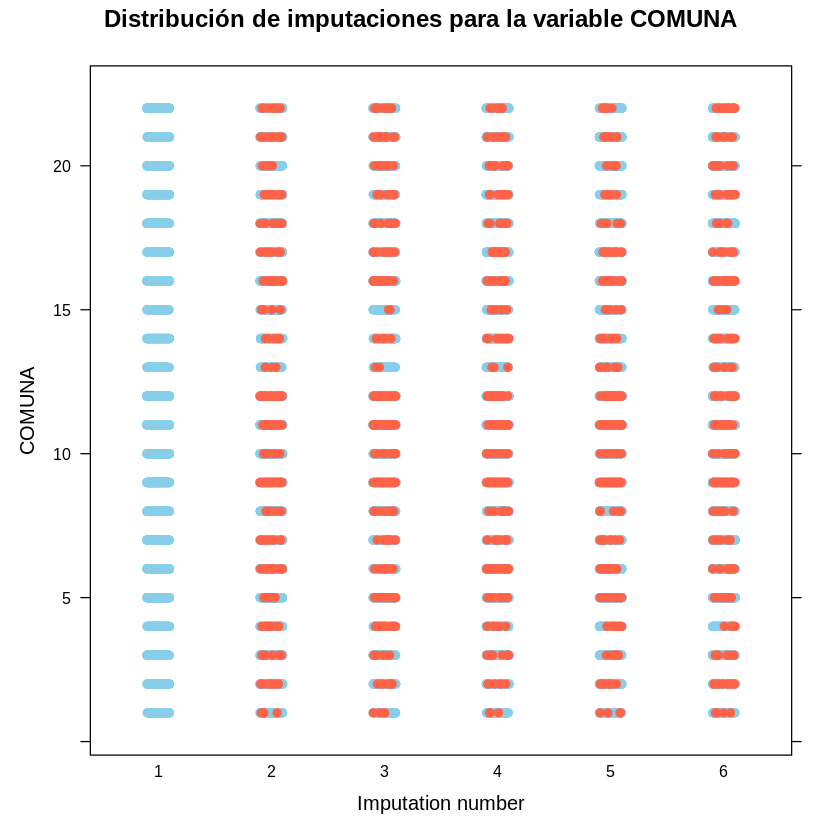 Distribución de imputaciones para la variable COMUNA
COMUNA
20
15
10
5
1 2 3 4 5 6
Imputation number